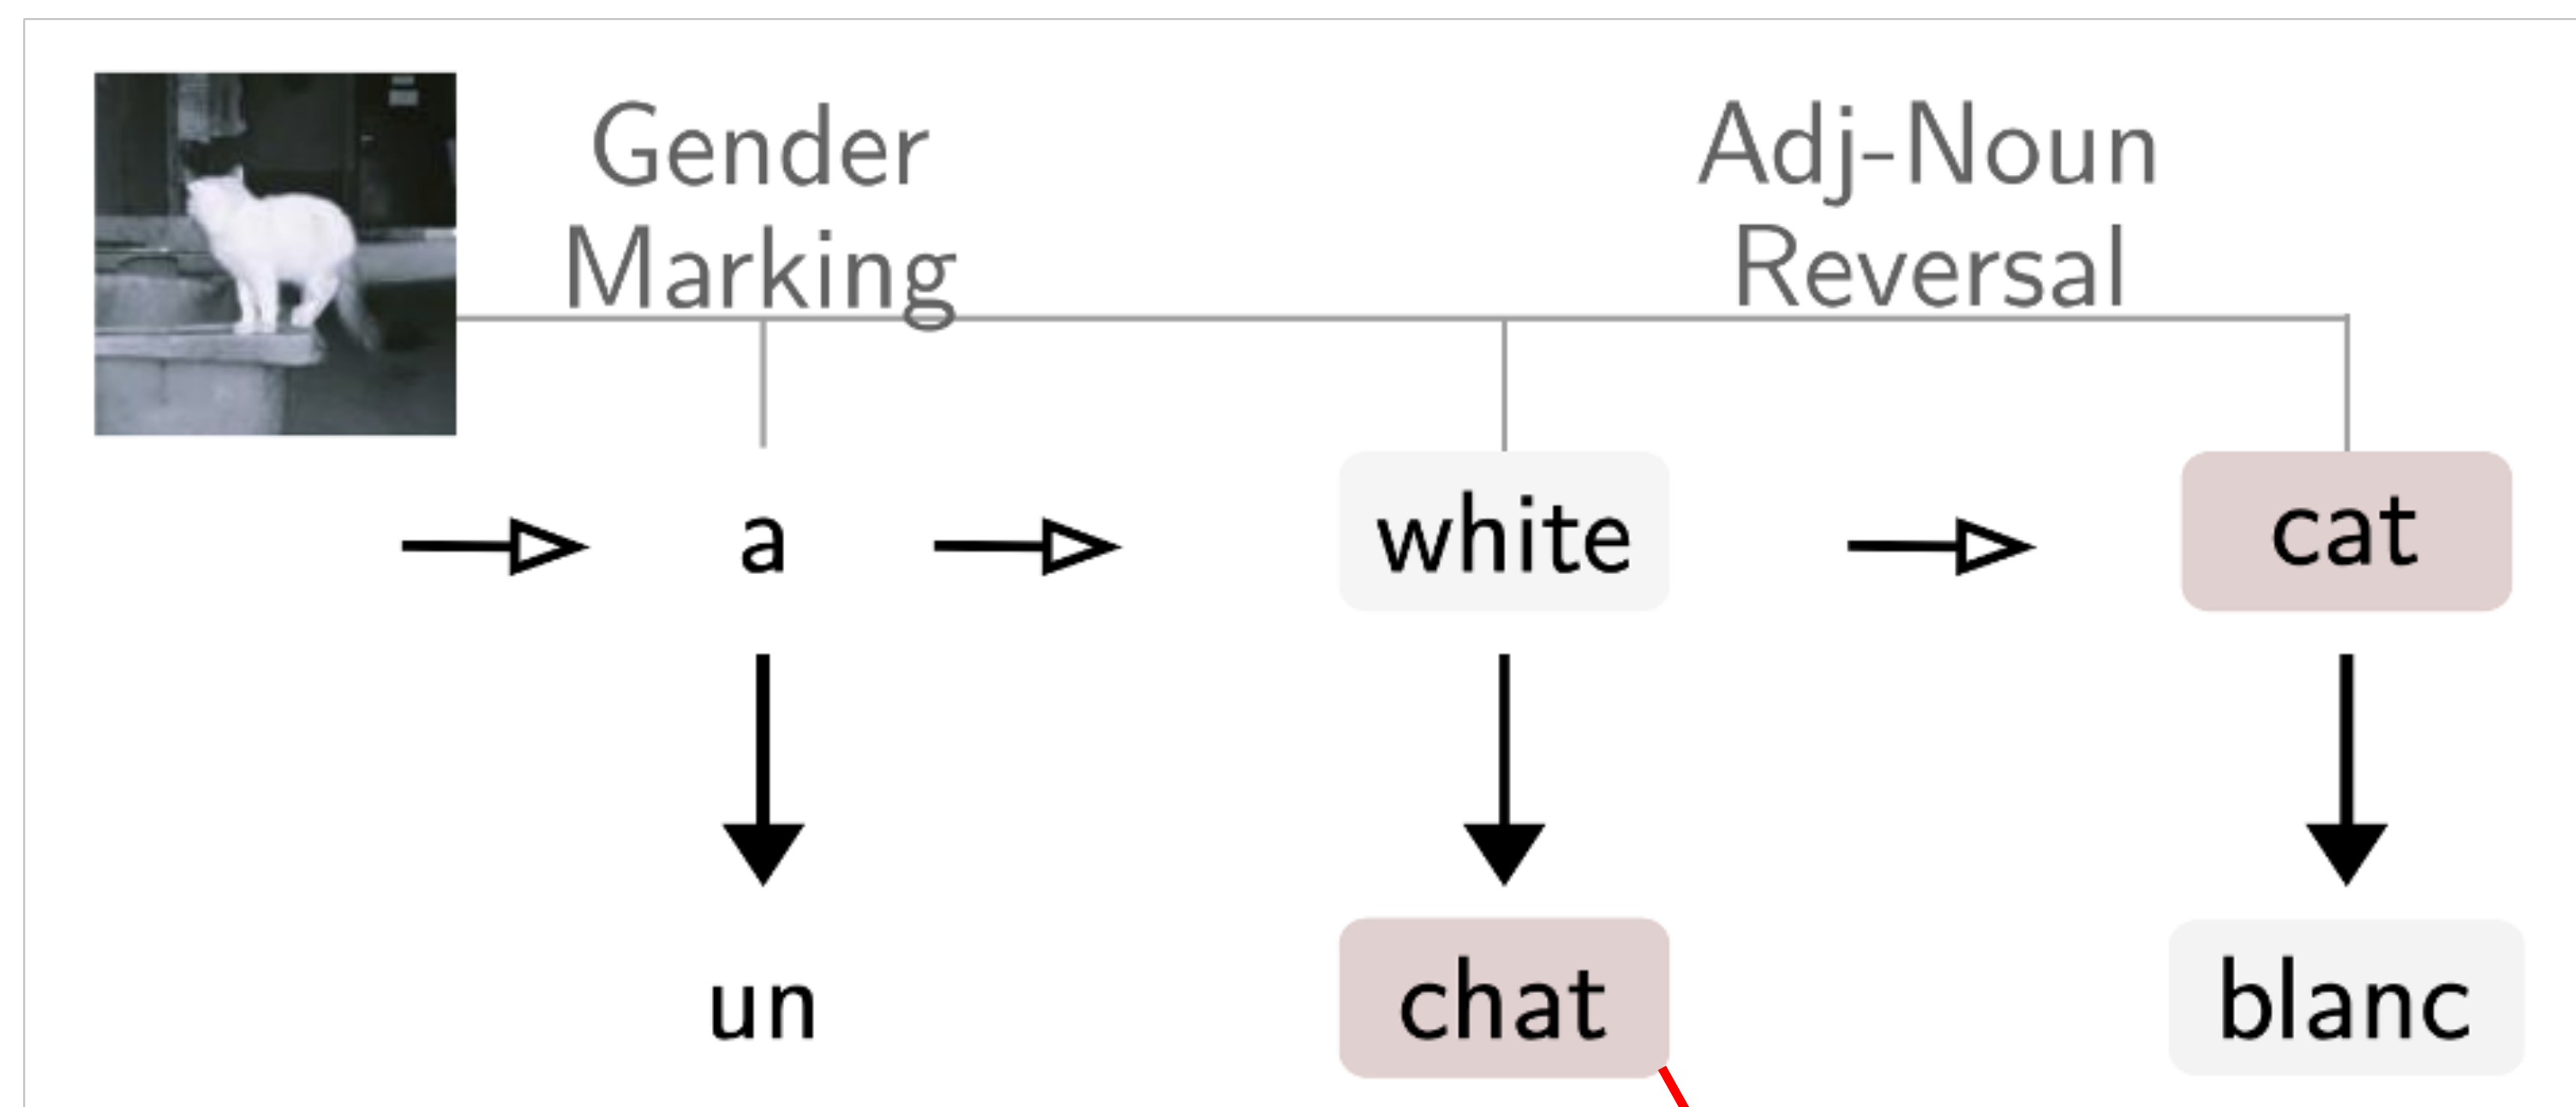 Gender
Marking
Adj-Noun
Reversal
a white cat
un chat blanc